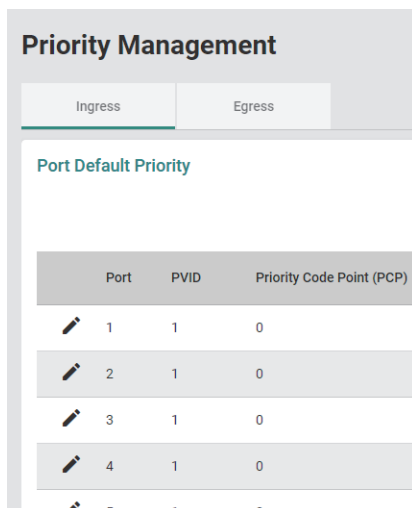 Priority Management
Ingress Egress
Port Default Priority
Port PVID Priority Code Point (PCP)
1 1 0
2 1 0
3 1 0
4 1 0